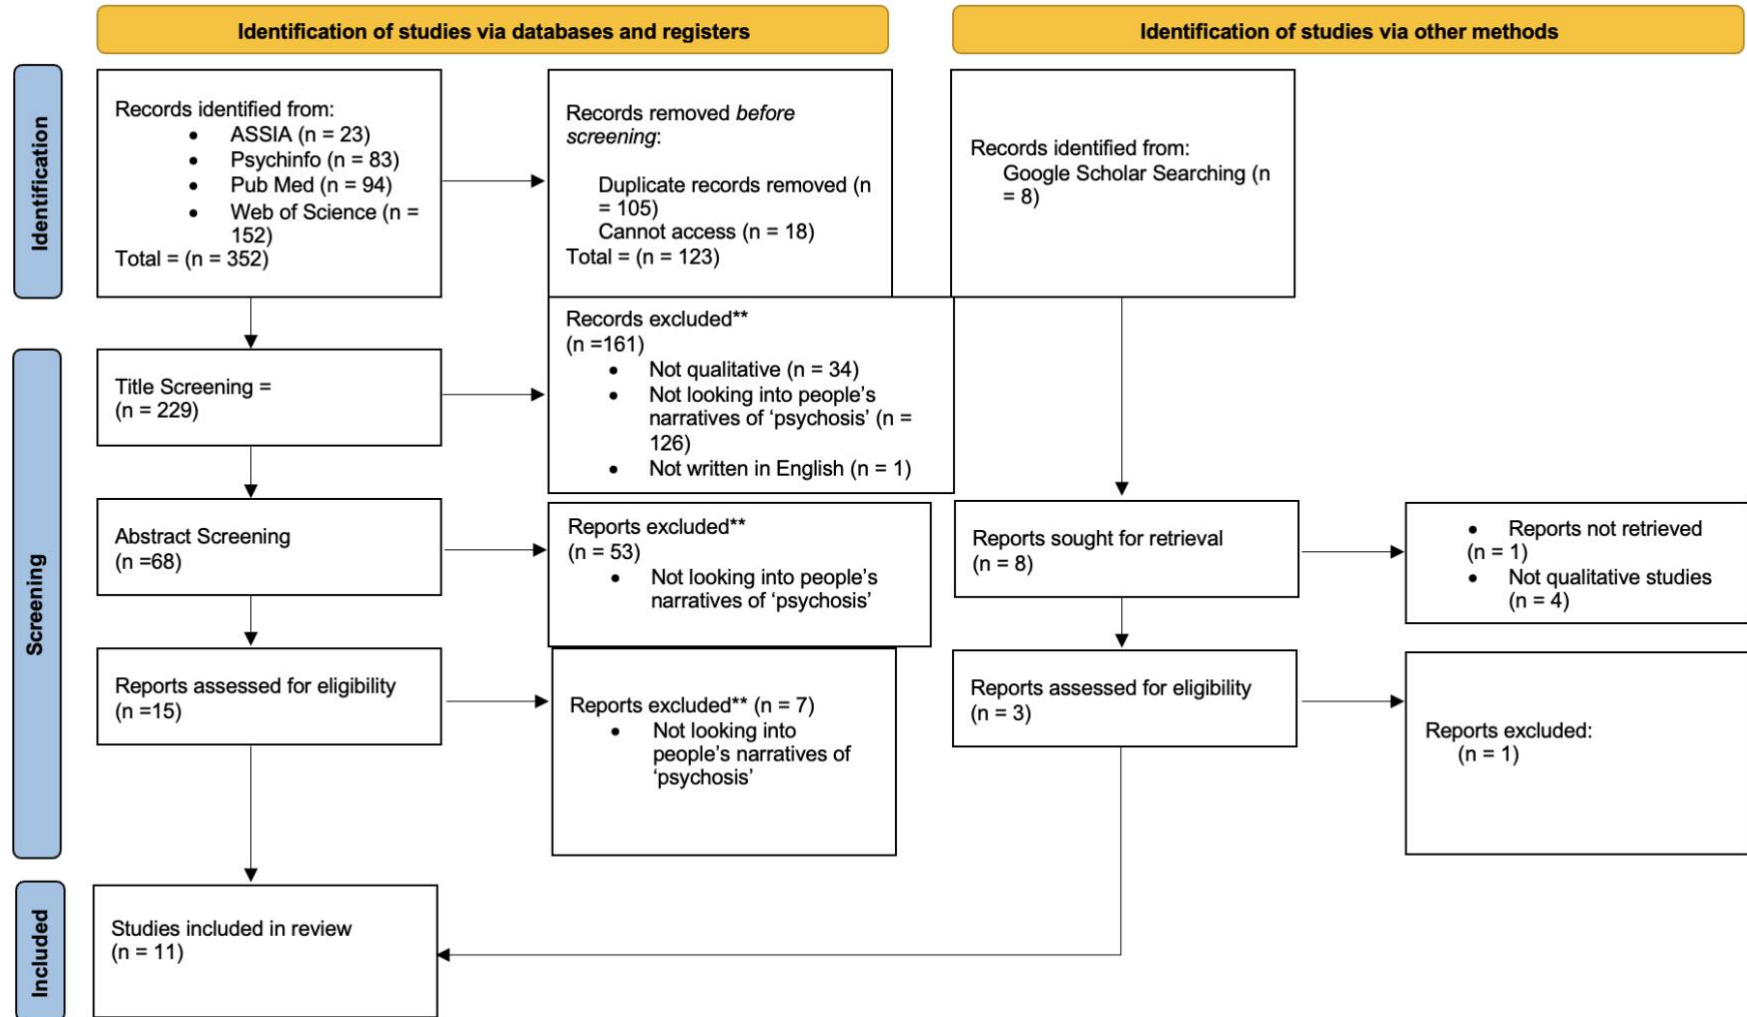 Identification of studies via databases and registers
Identification of studies via other methods
Identification
Records identified from:
• ASSIA (n = 23)
• Psychinfo (n = 83)
• Pub Med (n = 94)
• Web of Science (n =
152)
Total = (n = 352)
Records removed before
screening:
Duplicate records removed (n
= 105)
Cannot access (n = 18)
Total = (n = 123)
Records identified from:
Google Scholar Searching (n
= 8)
Screening
Title Screening =
(n = 229)
Records excluded**
(n =161)
• Not qualitative (n = 34)
• Not looking into people’s
narratives of ‘psychosis’ (n =
126)
• Not written in English (n = 1)
Abstract Screening
(n =68)
Reports excluded**
(n = 53)
• Not looking into people’s
narratives of ‘psychosis’
Reports sought for retrieval
(n = 8)
• Reports not retrieved
(n = 1)
• Not qualitative studies
(n = 4)
Reports assessed for eligibility
(n =15)
Reports excluded** (n = 7)
• Not looking into
people’s narratives of
‘psychosis’
Reports assessed for eligibility
(n = 3)
Reports excluded:
(n = 1)
Included
Studies included in review
(n = 11)